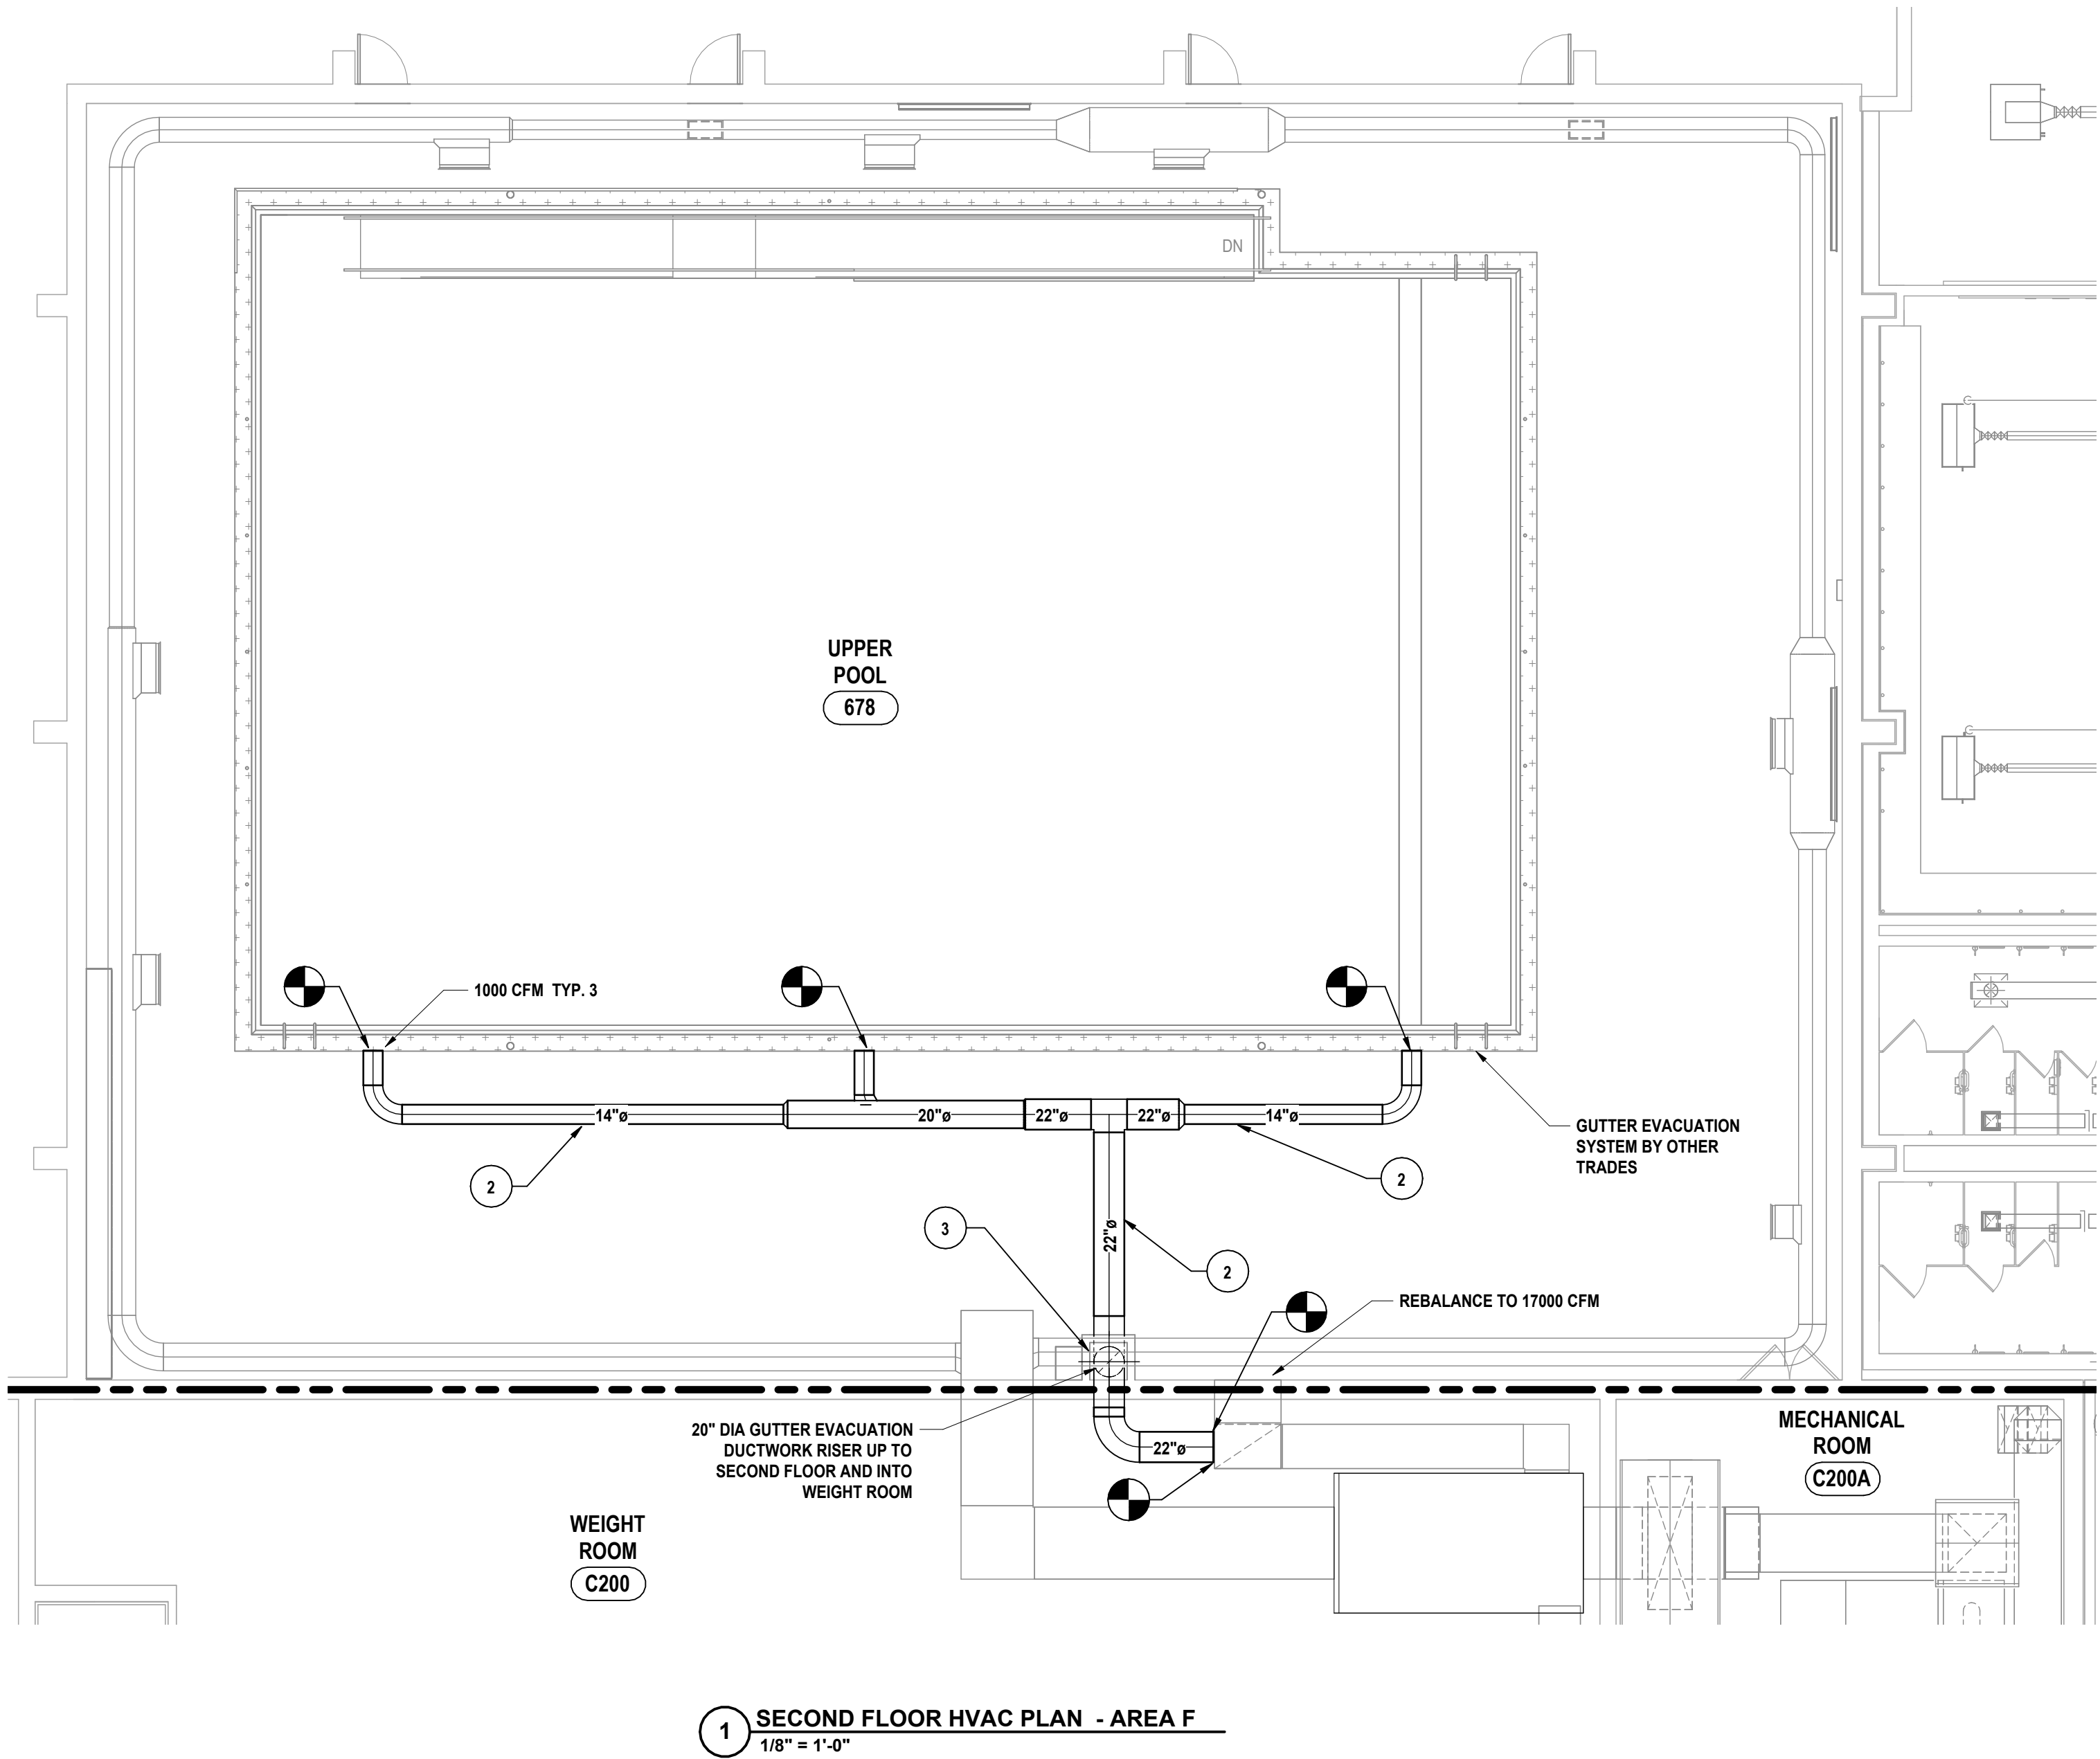 DN
UPPER
POOL
678
1000 CFM  TYP. 3
14"ø
20"ø
22"ø
22"ø
14"ø
GUTTER EVACUATION
SYSTEM BY OTHER
TRADES
2
2
3
22"ø
2
REBALANCE TO 17000 CFM
20" DIA GUTTER EVACUATION
DUCTWORK RISER UP TO
SECOND FLOOR AND INTO
WEIGHT ROOM
22"ø
MECHANICAL
ROOM
C200A
WEIGHT
ROOM
C200
1
SECOND FLOOR HVAC PLAN  - AREA F
1/8" = 1'-0"